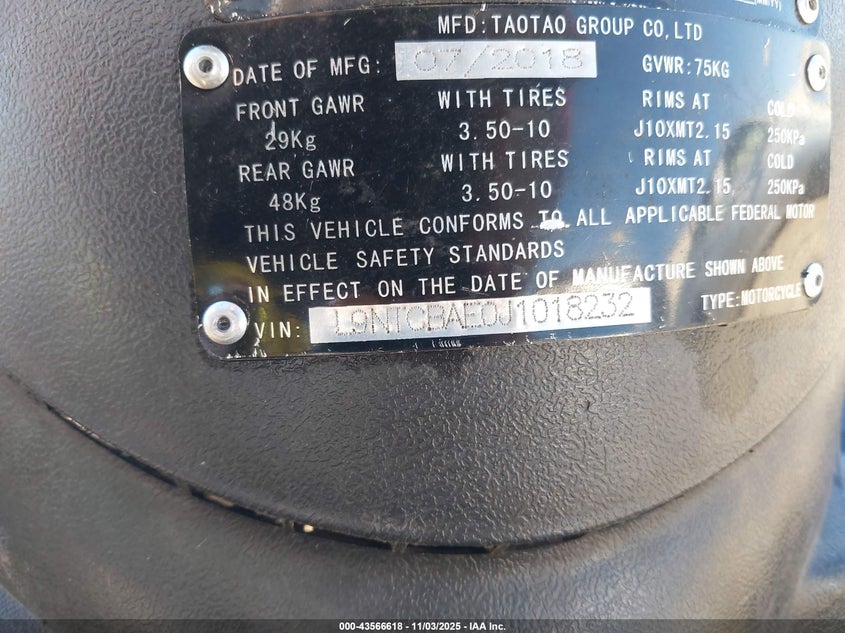 (MM/YY)
MFD:TAOTAO GROUP CO,LTD
DATE OF MFG: 07/2018 GVWR:75KG
FRONT GAWR WITH TIRES RIMS AT COLD
29Kg 3.50-10 J10XMT2.15 250KPa
REAR GAWR WITH TIRES RIMS AT COLD
48Kg 3.50-10 J10XMT2.15 250KPa
THIS VEHICLE CONFORMS TO ALL APPLICABLE FEDERAL MOTOR
VEHICLE SAFETY STANDARDS
IN EFFECT ON THE DATE OF MANUFACTURE SHOWN ABOVE
VIN: L9NTCBAE0J1018232 TYPE:MOTORCYCLE
000-43566618 - 11/03/2025 - IAA Inc.